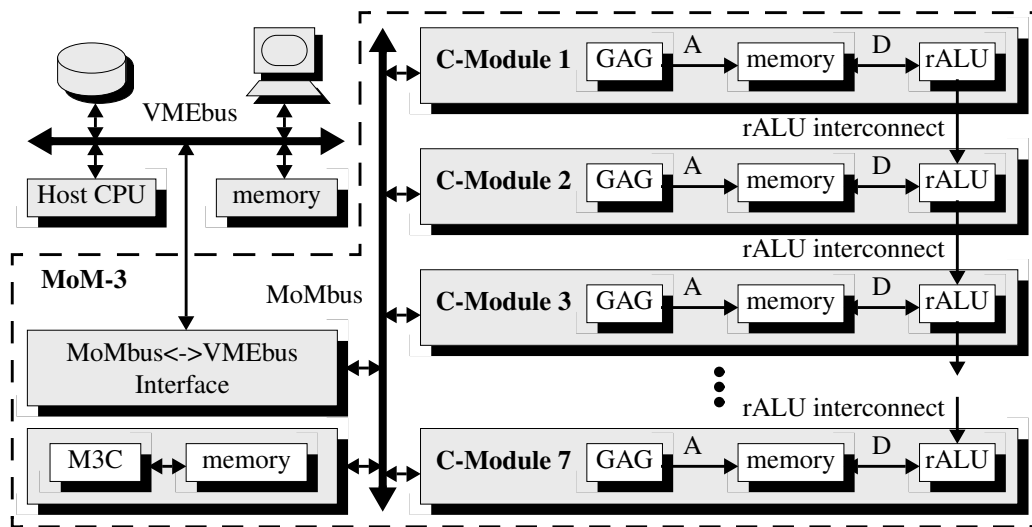 VMEbus
Host CPU
memory
MoM-3
MoMbus
MoMbus<->VMEbus
Interface
M3C
memory
C-Module 1
GAG
A
memory
D
rALU
rALU interconnect
C-Module 2
GAG
A
memory
D
rALU
rALU interconnect
C-Module 3
GAG
A
memory
D
rALU
rALU interconnect
C-Module 7
GAG
A
memory
D
rALU